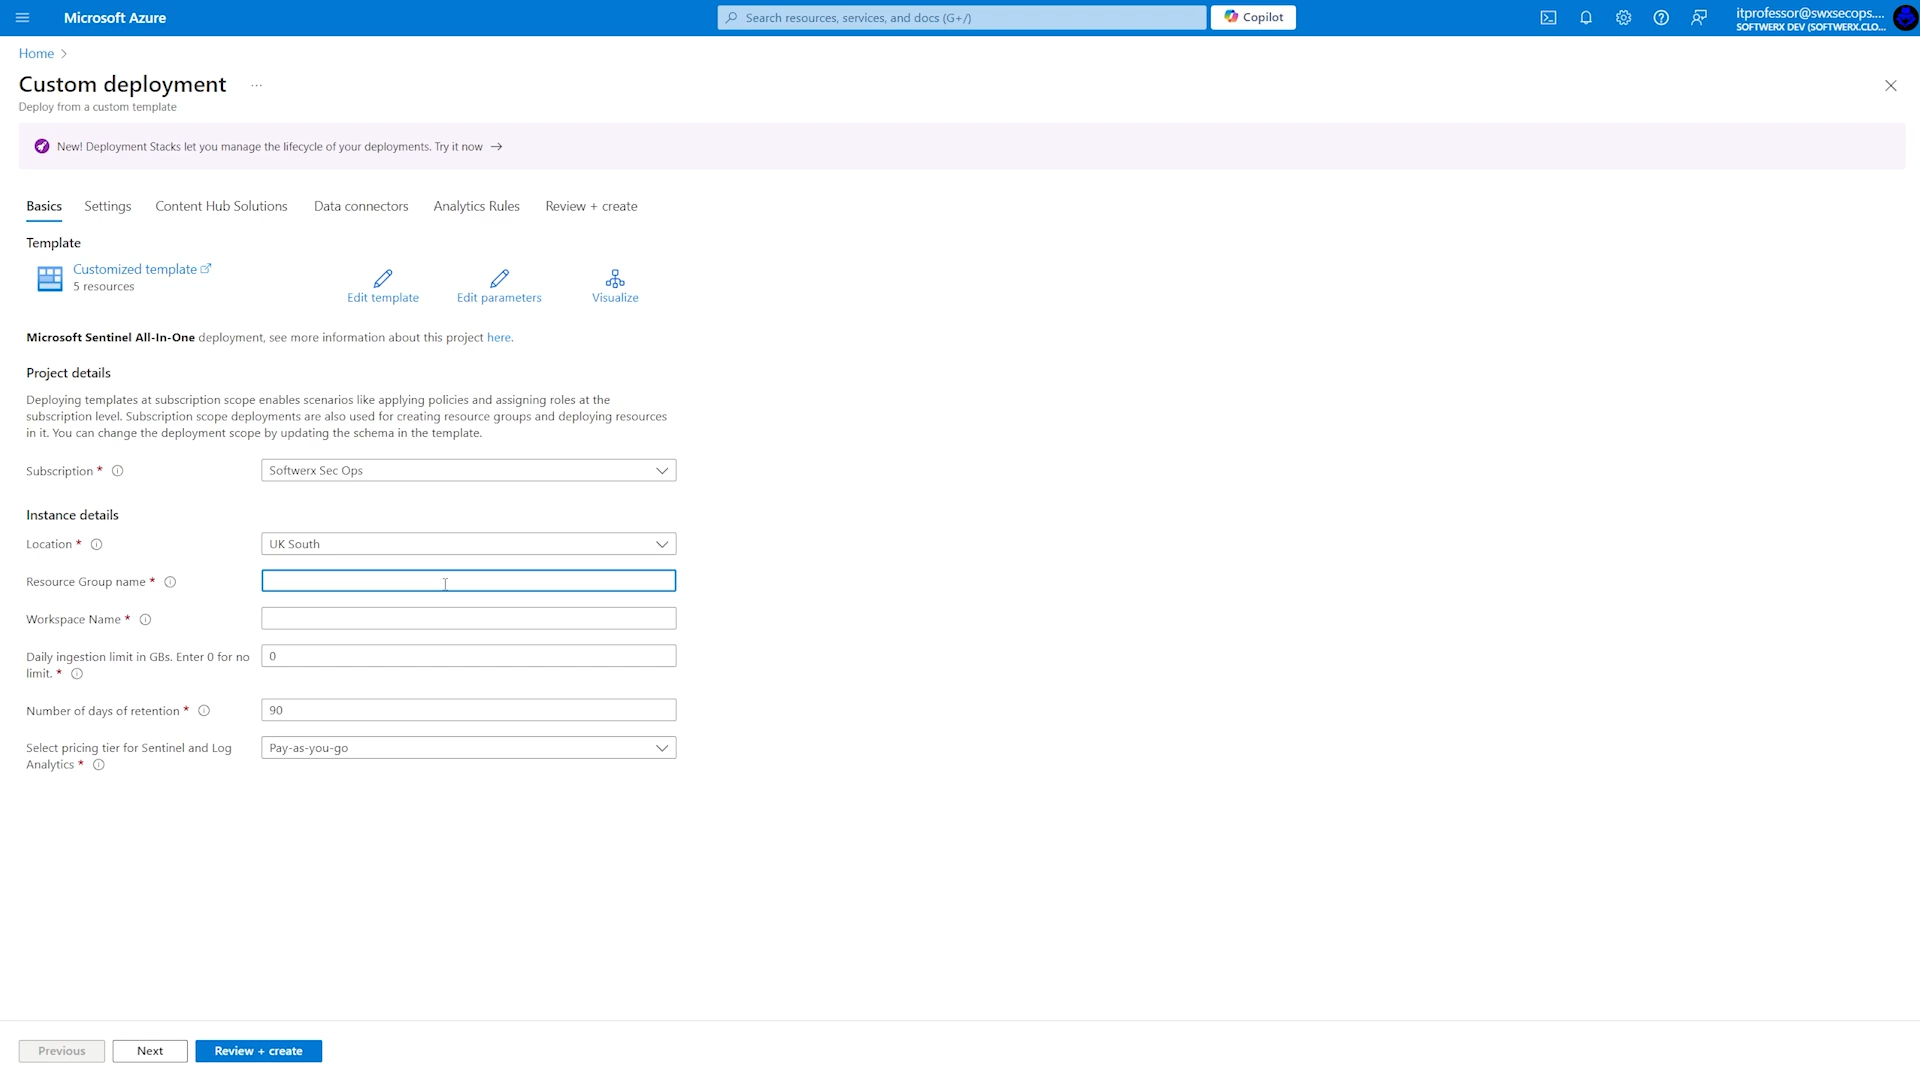 Microsoft Azure
Search resources, services, and docs (G+/)
Copilot
itprofessor@swxsecops....
SOFTWERX DEV (SOFTWERX.CLO...
Home
Custom deployment
...
Deploy from a custom template
New! Deployment Stacks let you manage the lifecycle of your deployments. Try it now →
Basics Settings Content Hub Solutions Data connectors Analytics Rules Review + create
Template
Customized template
5 resources
Edit template
Edit parameters
Visualize
Microsoft Sentinel All-In-One deployment, see more information about this project here.
Project details
Deploying templates at subscription scope enables scenarios like applying policies and assigning roles at the
subscription level. Subscription scope deployments are also used for creating resource groups and deploying resources
in it. You can change the deployment scope by updating the schema in the template.
Subscription * Softwerx Sec Ops
Instance details
Location * UK South
Resource Group name *
Workspace Name *
Daily ingestion limit in GBs. Enter 0 for no
limit. *
0
Number of days of retention * 90
Select pricing tier for Sentinel and Log
Analytics *
Pay-as-you-go
Previous Next Review + create